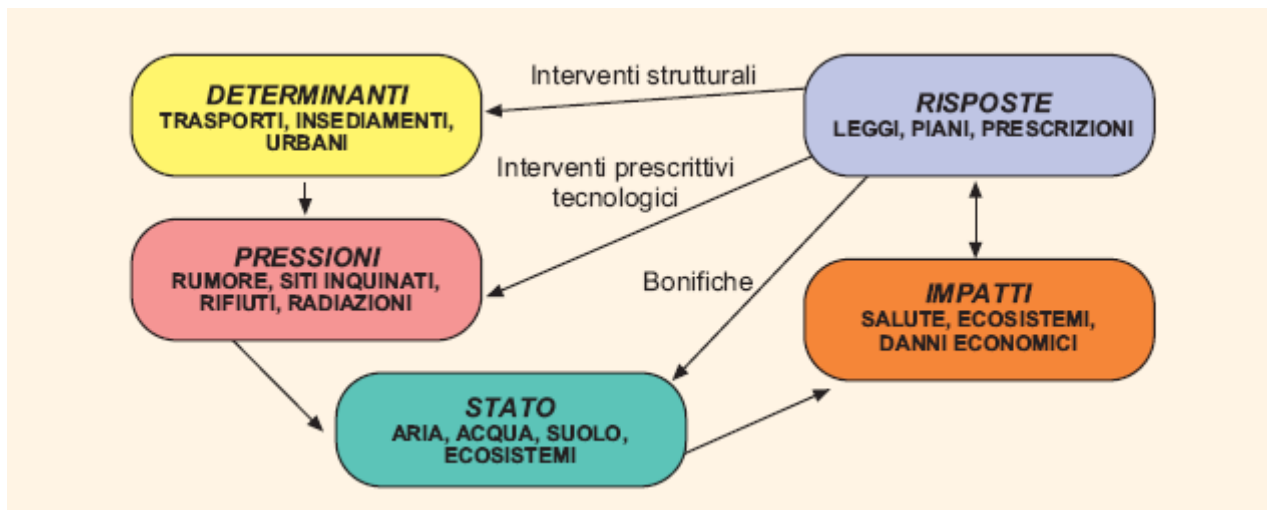 DETERMINANTI
TRASPORTI, INSEDIAMENTI,
URBANI
Interventi strutturali
RISPOSTE
LEGGI, PIANI, PRESCRIZIONI
Interventi prescrittivi
tecnologici
PRESSIONI
RUMORE, SITI INQUINATI,
RIFIUTI, RADIAZIONI
Bonifiche
IMPATTI
SALUTE, ECOSISTEMI,
DANNI ECONOMICI
STATO
ARIA, ACQUA, SUOLO,
ECOSISTEMI